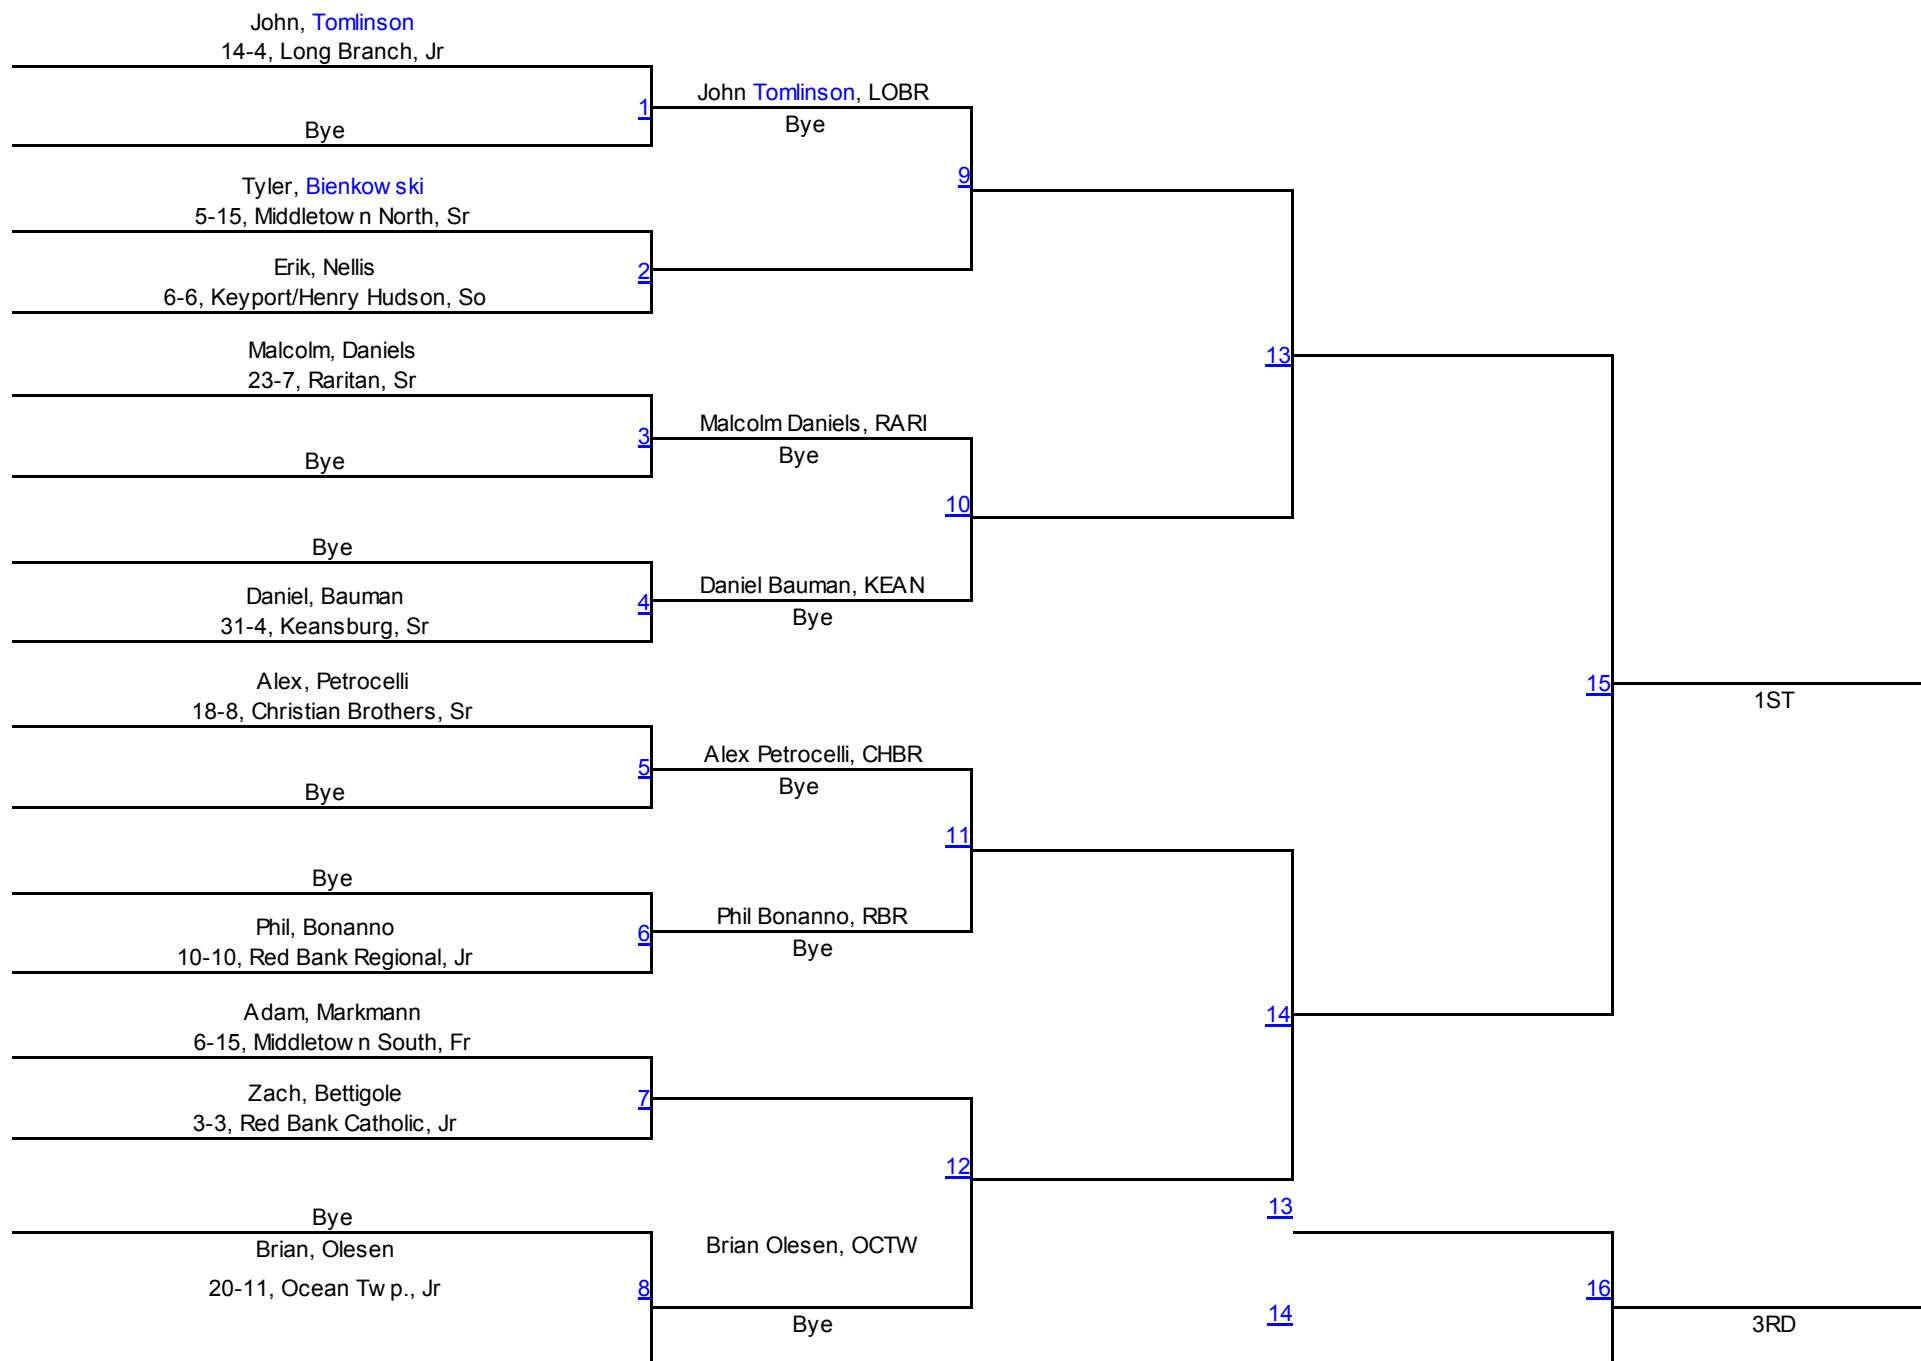 John, Tomlinson
14-4, Long Branch, Jr
1
John Tomlinson, LOBR
Bye
Bye
9
Tyler, Bienkowski
5-15, Middletown North, Sr
2
Erik, Nellis
6-6, Keyport/Henry Hudson, So
13
Malcolm, Daniels
23-7, Raritan, Sr
3
Malcolm Daniels, RARI
Bye
Bye
10
Bye
4
Daniel Bauman, KEAN
Bye
Daniel, Bauman
31-4, Keansburg, Sr
15
1ST
Alex, Petrocelli
18-8, Christian Brothers, Sr
5
Alex Petrocelli, CHBR
Bye
Bye
11
Bye
6
Phil Bonanno, RBR
Bye
Phil, Bonanno
10-10, Red Bank Regional, Jr
14
Adam, Markmann
6-15, Middletown South, Fr
7
Zach, Bettigole
3-3, Red Bank Catholic, Jr
12
13
Bye
Brian, Olesen
20-11, Ocean Twp., Jr
8
Brian Olesen, OCTW
Bye
14
16
3RD